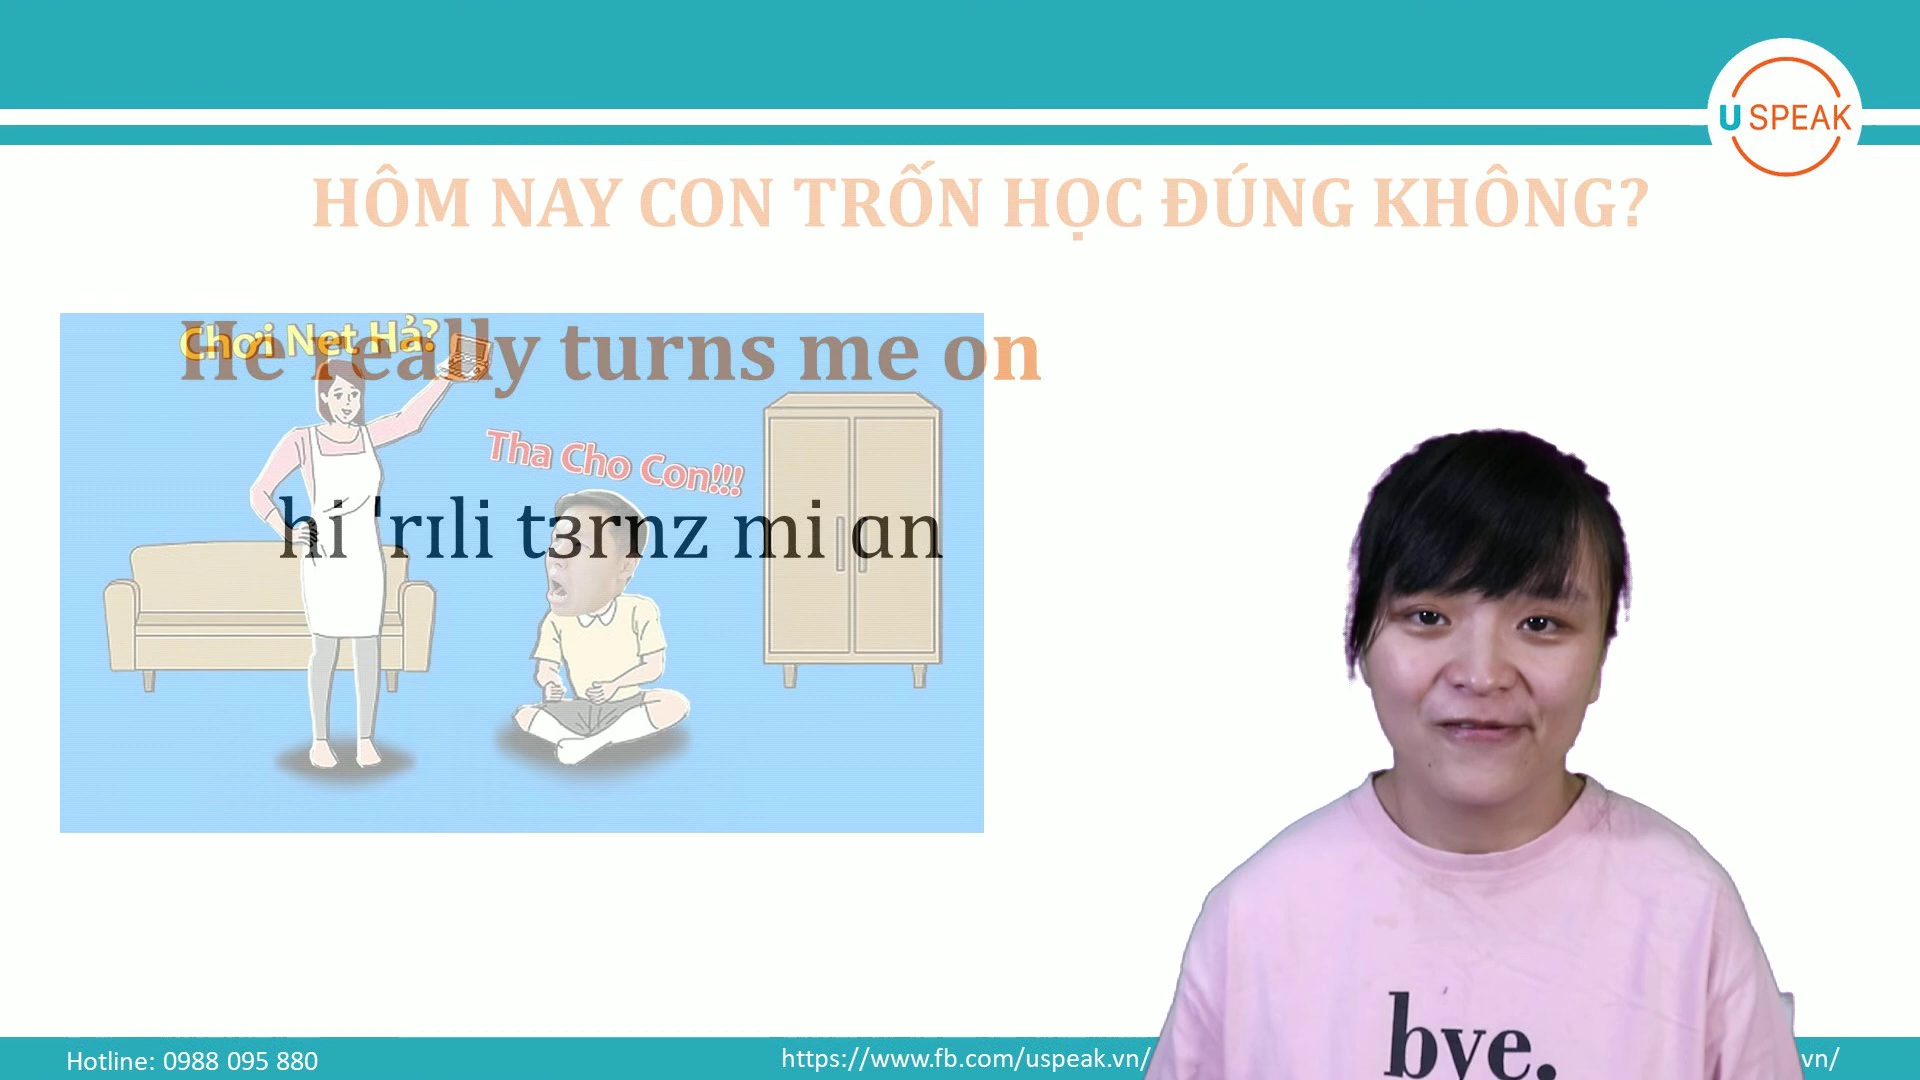 U SPEAK
HÔM NAY CON TRỐN HỌC ĐÚNG KHÔNG?
Chơi Net Hả?
He really turns me on
Tha Cho Con!!!
hi ˈrɪli tɜrnz mi ɑn
bye.
Hotline: 0988 095 880
https://www.fb.com/uspeak.vn/
vn/